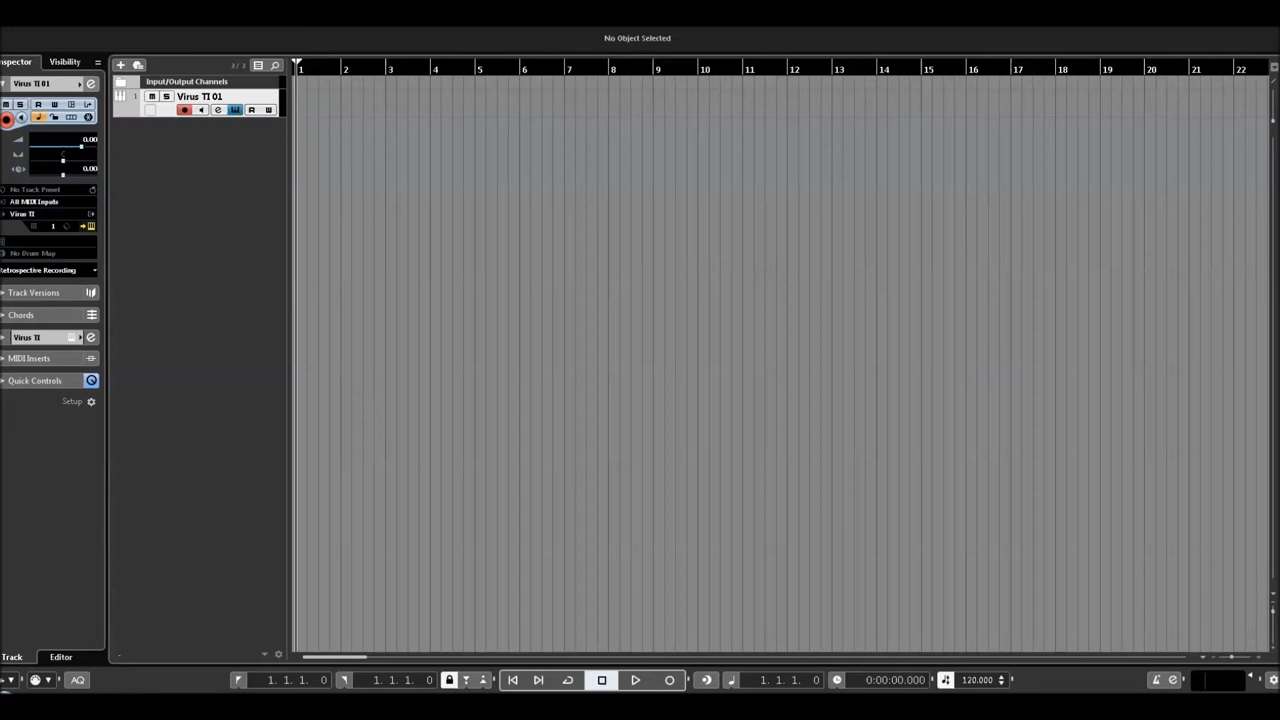 No Object Selected
nspector Visibility
3 / 3
Virus TI 01
M S R W
0.00
C
0.00
No Track Preset
All MIDI Inputs
Virus TI
1
No Drum Map
Retrospective Recording
Track Versions
Chords
Virus TI
MIDI Inserts
Quick Controls
Setup
Input/Output Channels
1 M S Virus TI 01
R W
1 2 3 4 5 6 7 8 9 10 11 12 13 14 15 16 17 18 19 20 21 22
Track Editor
AQ 1. 1. 1. 0 1. 1. 1. 0 1. 1. 1. 0 0:00:00.000 120.000